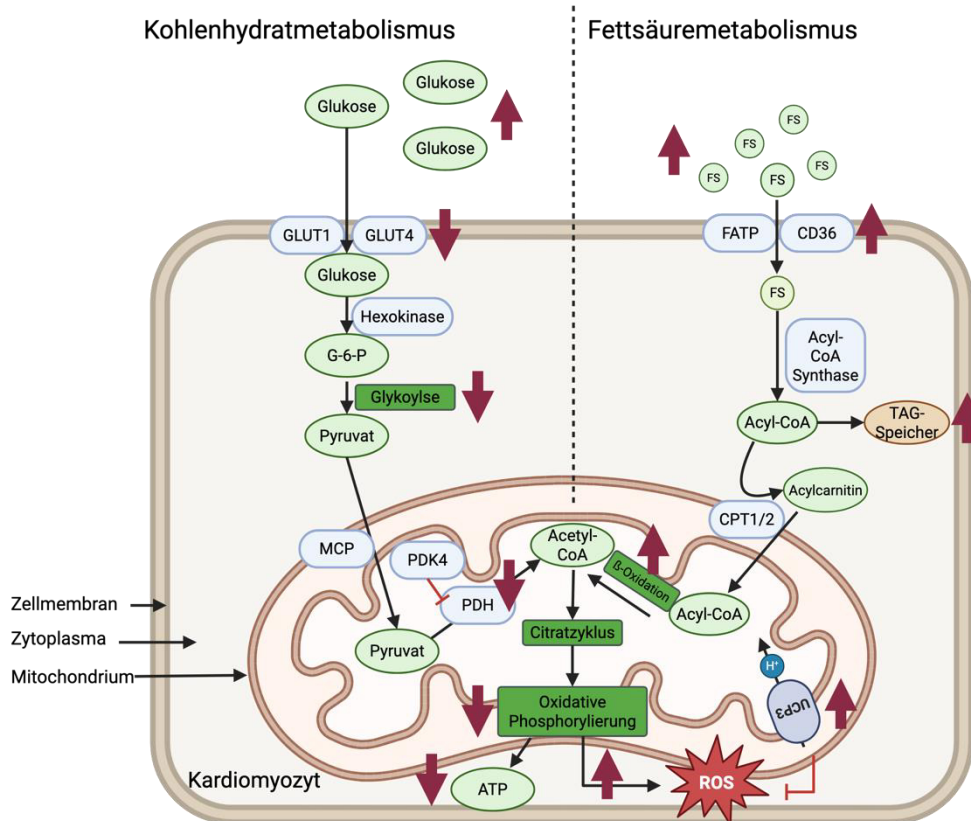 Kohlenhydratmetabolismus
Fettsäuremetabolismus
Glukose
Glukose
Glukose
FS
FS
FS
FS
FS
GLUT1
GLUT4
FATP
CD36
Glukose
FS
Hexokinase
Acyl-
CoA
Synthase
G-6-P
Glykoylse
Pyruvat
Acyl-CoA
TAG-
Speicher
Acylcarnitin
CPT1/2
MCP
PDK4
Acetyl-
CoA
ß-Oxidation
PDH
Acyl-CoA
Zellmembran
Zytoplasma
Mitochondrium
Citratzyklus
Pyruvat
H+
UCP3
Oxidative
Phosphorylierung
Kardiomyozyt
ATP
ROS